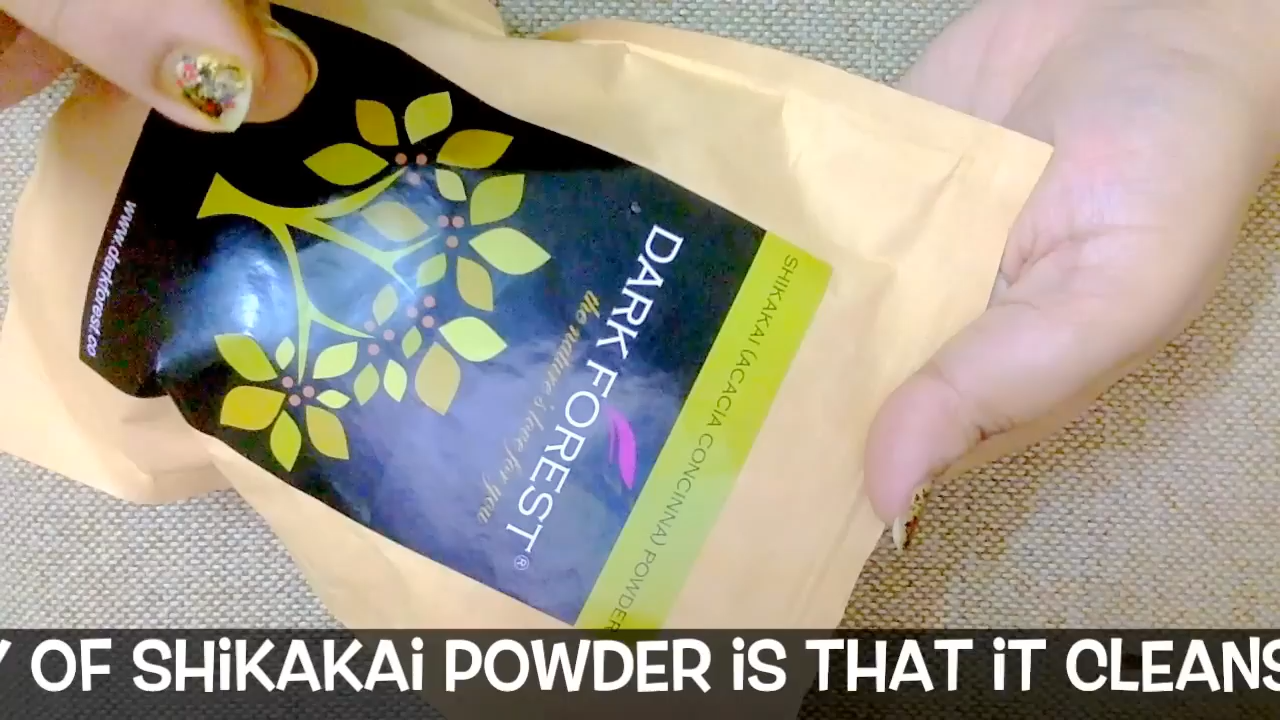 www.darkforest.co
DARK FOREST®
the nature's love for you
SHIKAKAI (ACACIA CONCINNA) POWDER
Y OF SHiKAKAi POWDER iS THAT iT CLEANS